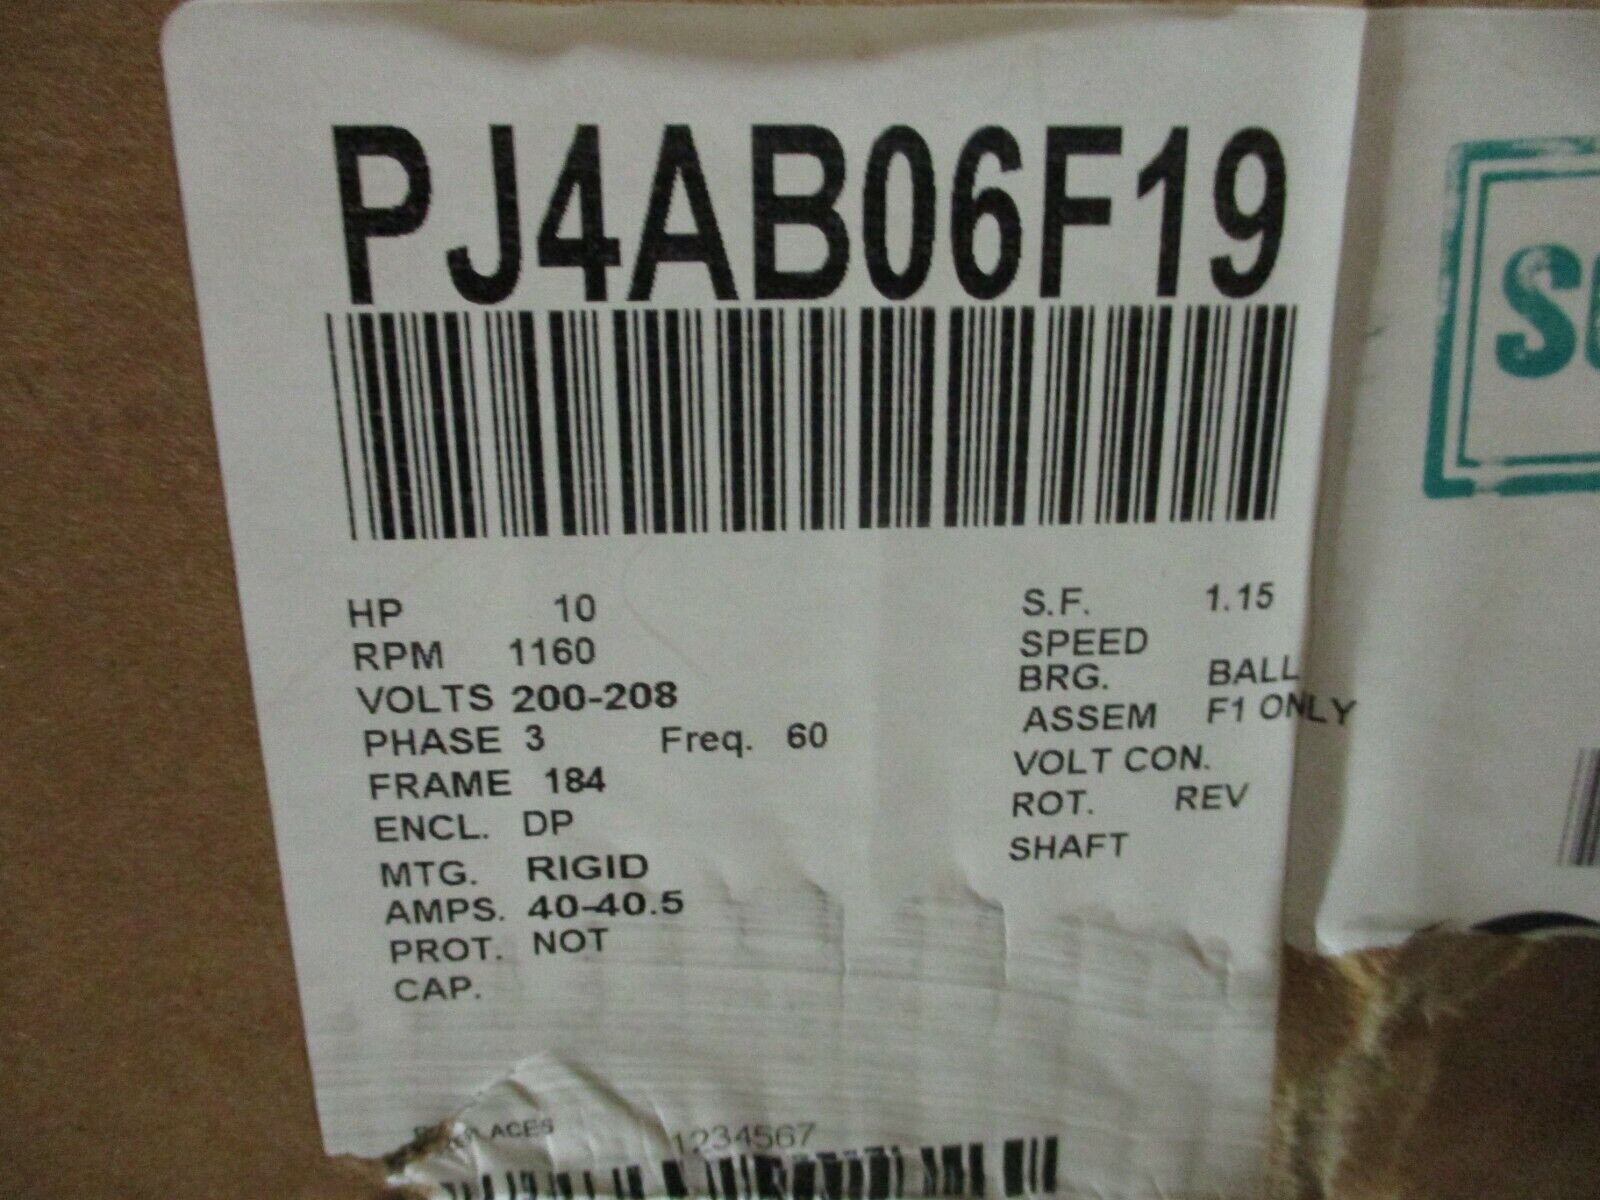 PJ4AB06F19
HP 10
RPM 1160
VOLTS 200-208
PHASE 3 Freq. 60
FRAME 184
ENCL. DP
MTG. RIGID
AMPS. 40-40.5
PROT. NOT
CAP.
S.F. 1.15
SPEED
BRG. BALL
ASSEM F1 ONLY
VOLT CON.
ROT. REV
SHAFT
1234567